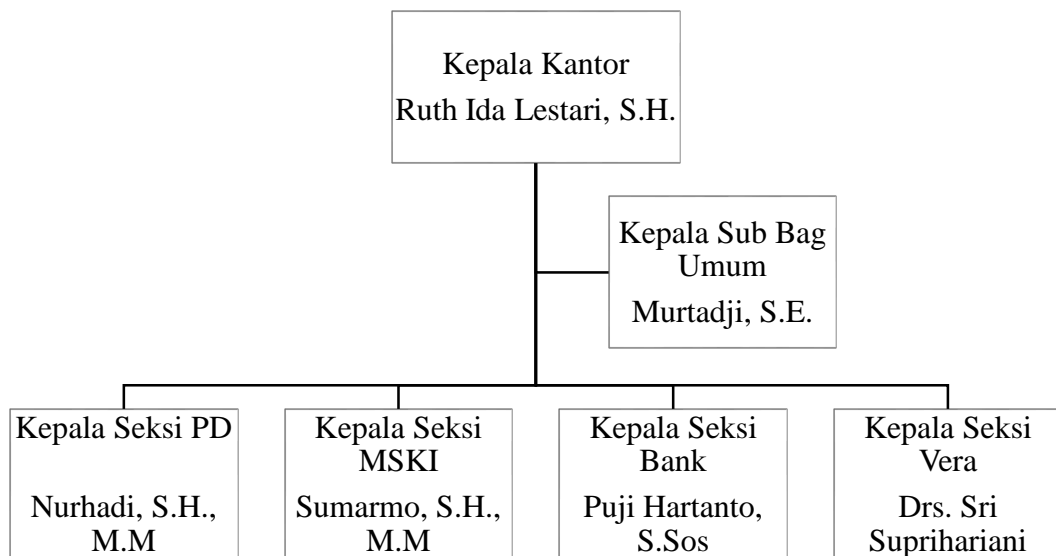 Kepala Kantor
Ruth Ida Lestari, S.H.
Kepala Sub Bag
Umum
Murtadji, S.E.
Kepala Seksi PD
Nurhadi, S.H.,
M.M
Kepala Seksi
MSKI
Sumarmo, S.H.,
M.M
Kepala Seksi
Bank
Puji Hartanto,
S.Sos
Kepala Seksi
Vera
Drs. Sri
Suprihariani